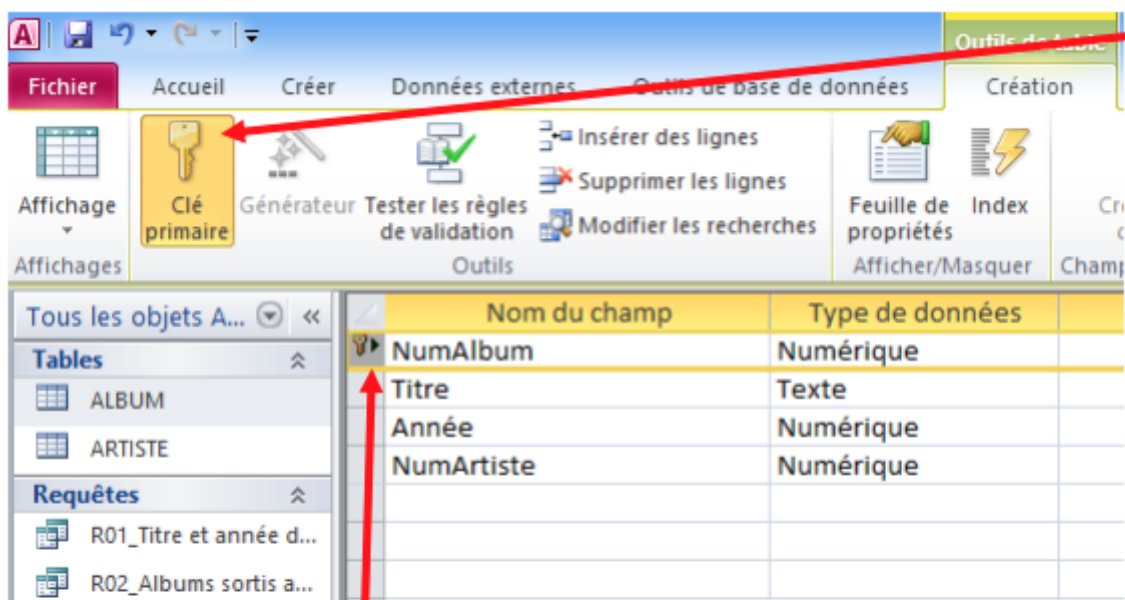 A
Outils de table
Fichier Accueil Créer Données externes Outils de base de données Création
Affichage
Clé primaire
Générateur
Tester les règles de validation
Insérer des lignes
Supprimer les lignes
Modifier les recherches
Feuille de propriétés
Index
Affichages Outils Afficher/Masquer
Tous les objets A... «
Nom du champ Type de données
Tables
NumAlbum Numérique
ALBUM
Titre Texte
Année Numérique
ARTISTE
NumArtiste Numérique
Requêtes
R01_Titre et année d...
R02_Albums sortis a...